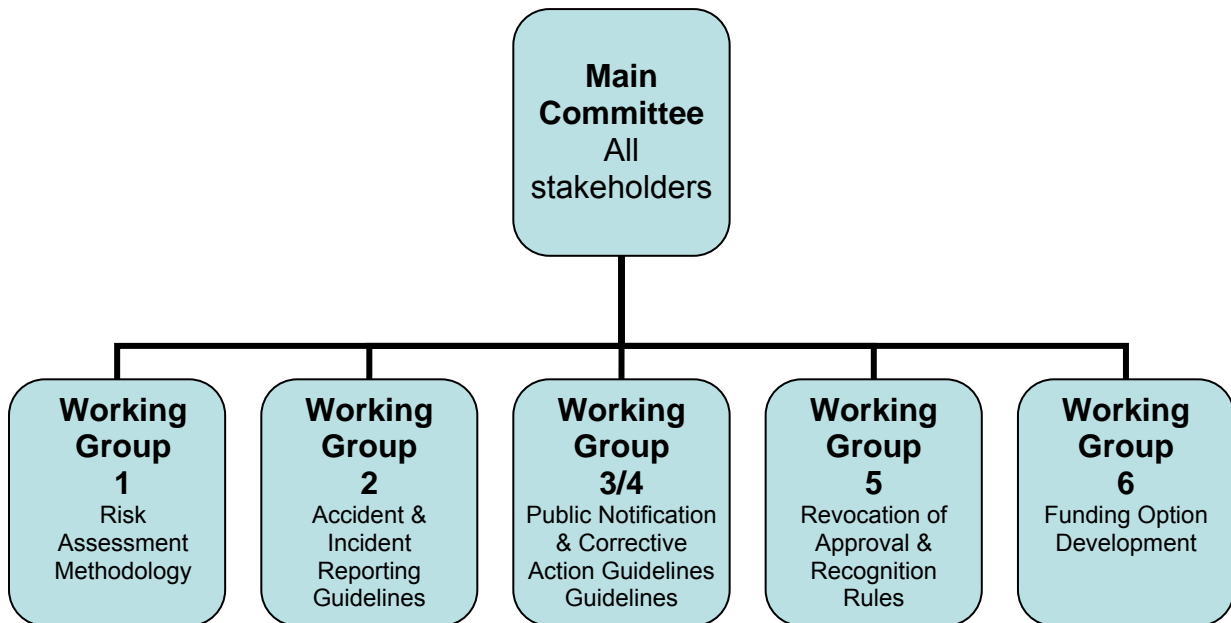 Main
Committee
All
stakeholders
Working
Group
1
Risk
Assessment
Methodology
Working
Group
2
Accident &
Incident
Reporting
Guidelines
Working
Group
3/4
Public Notification
& Corrective
Action Guidelines
Guidelines
Working
Group
5
Revocation of
Approval &
Recognition
Rules
Working
Group
6
Funding Option
Development